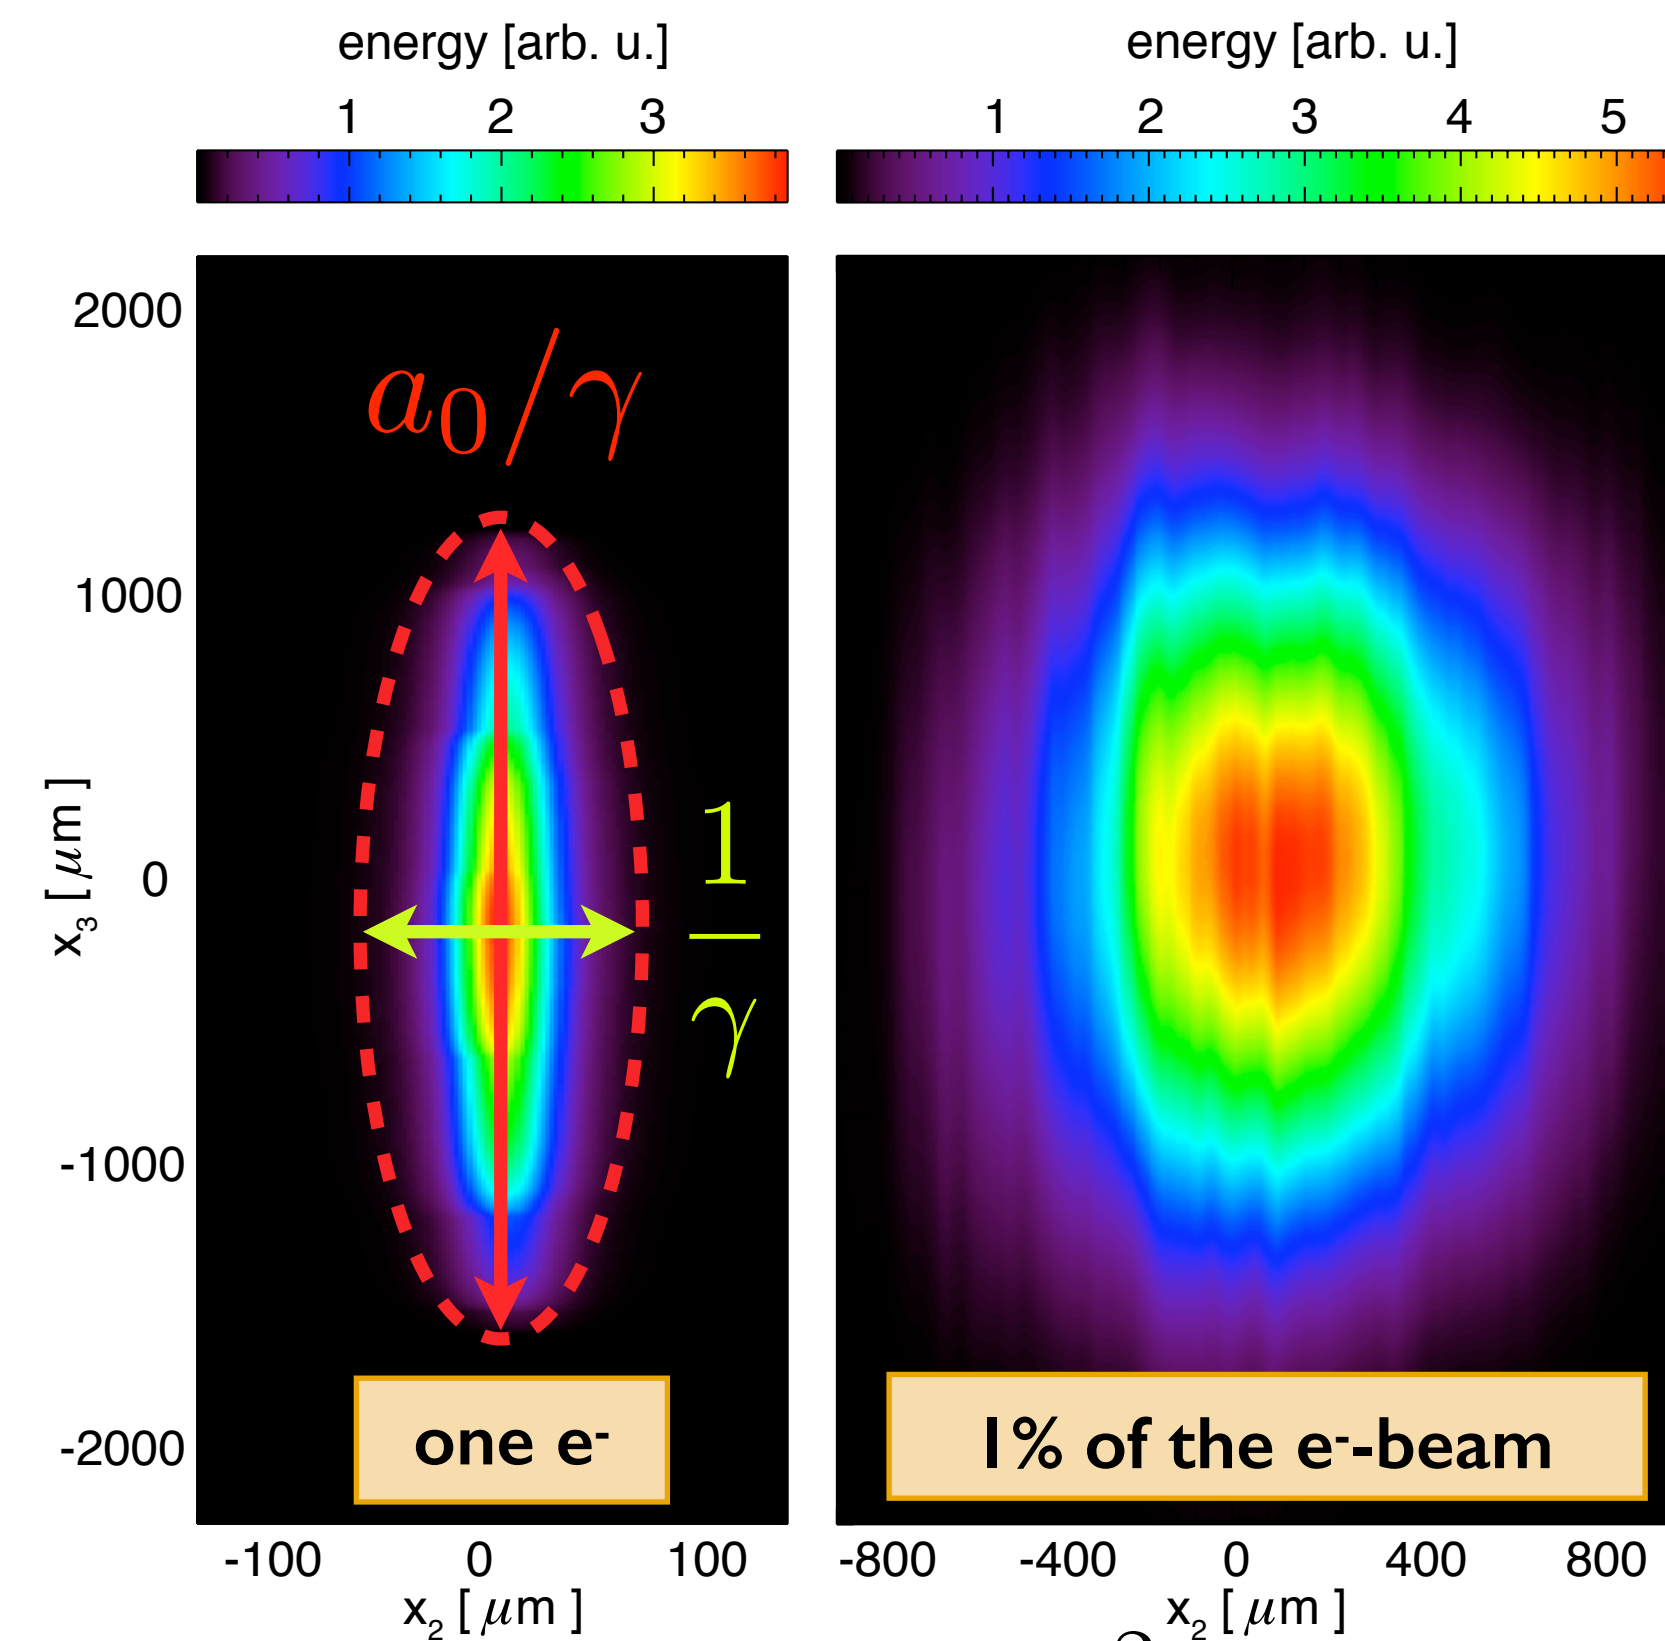 energy [arb. u.]
1 2 3
2000
1000
0
-1000
-2000
x₃ [ μm ]
a₀/γ
1/γ
one e⁻
-100 0 100
x₂ [ μm ]
energy [arb. u.]
1 2 3 4 5
1% of the e⁻-beam
-800 -400 0 400 800
x₂ [ μm ]